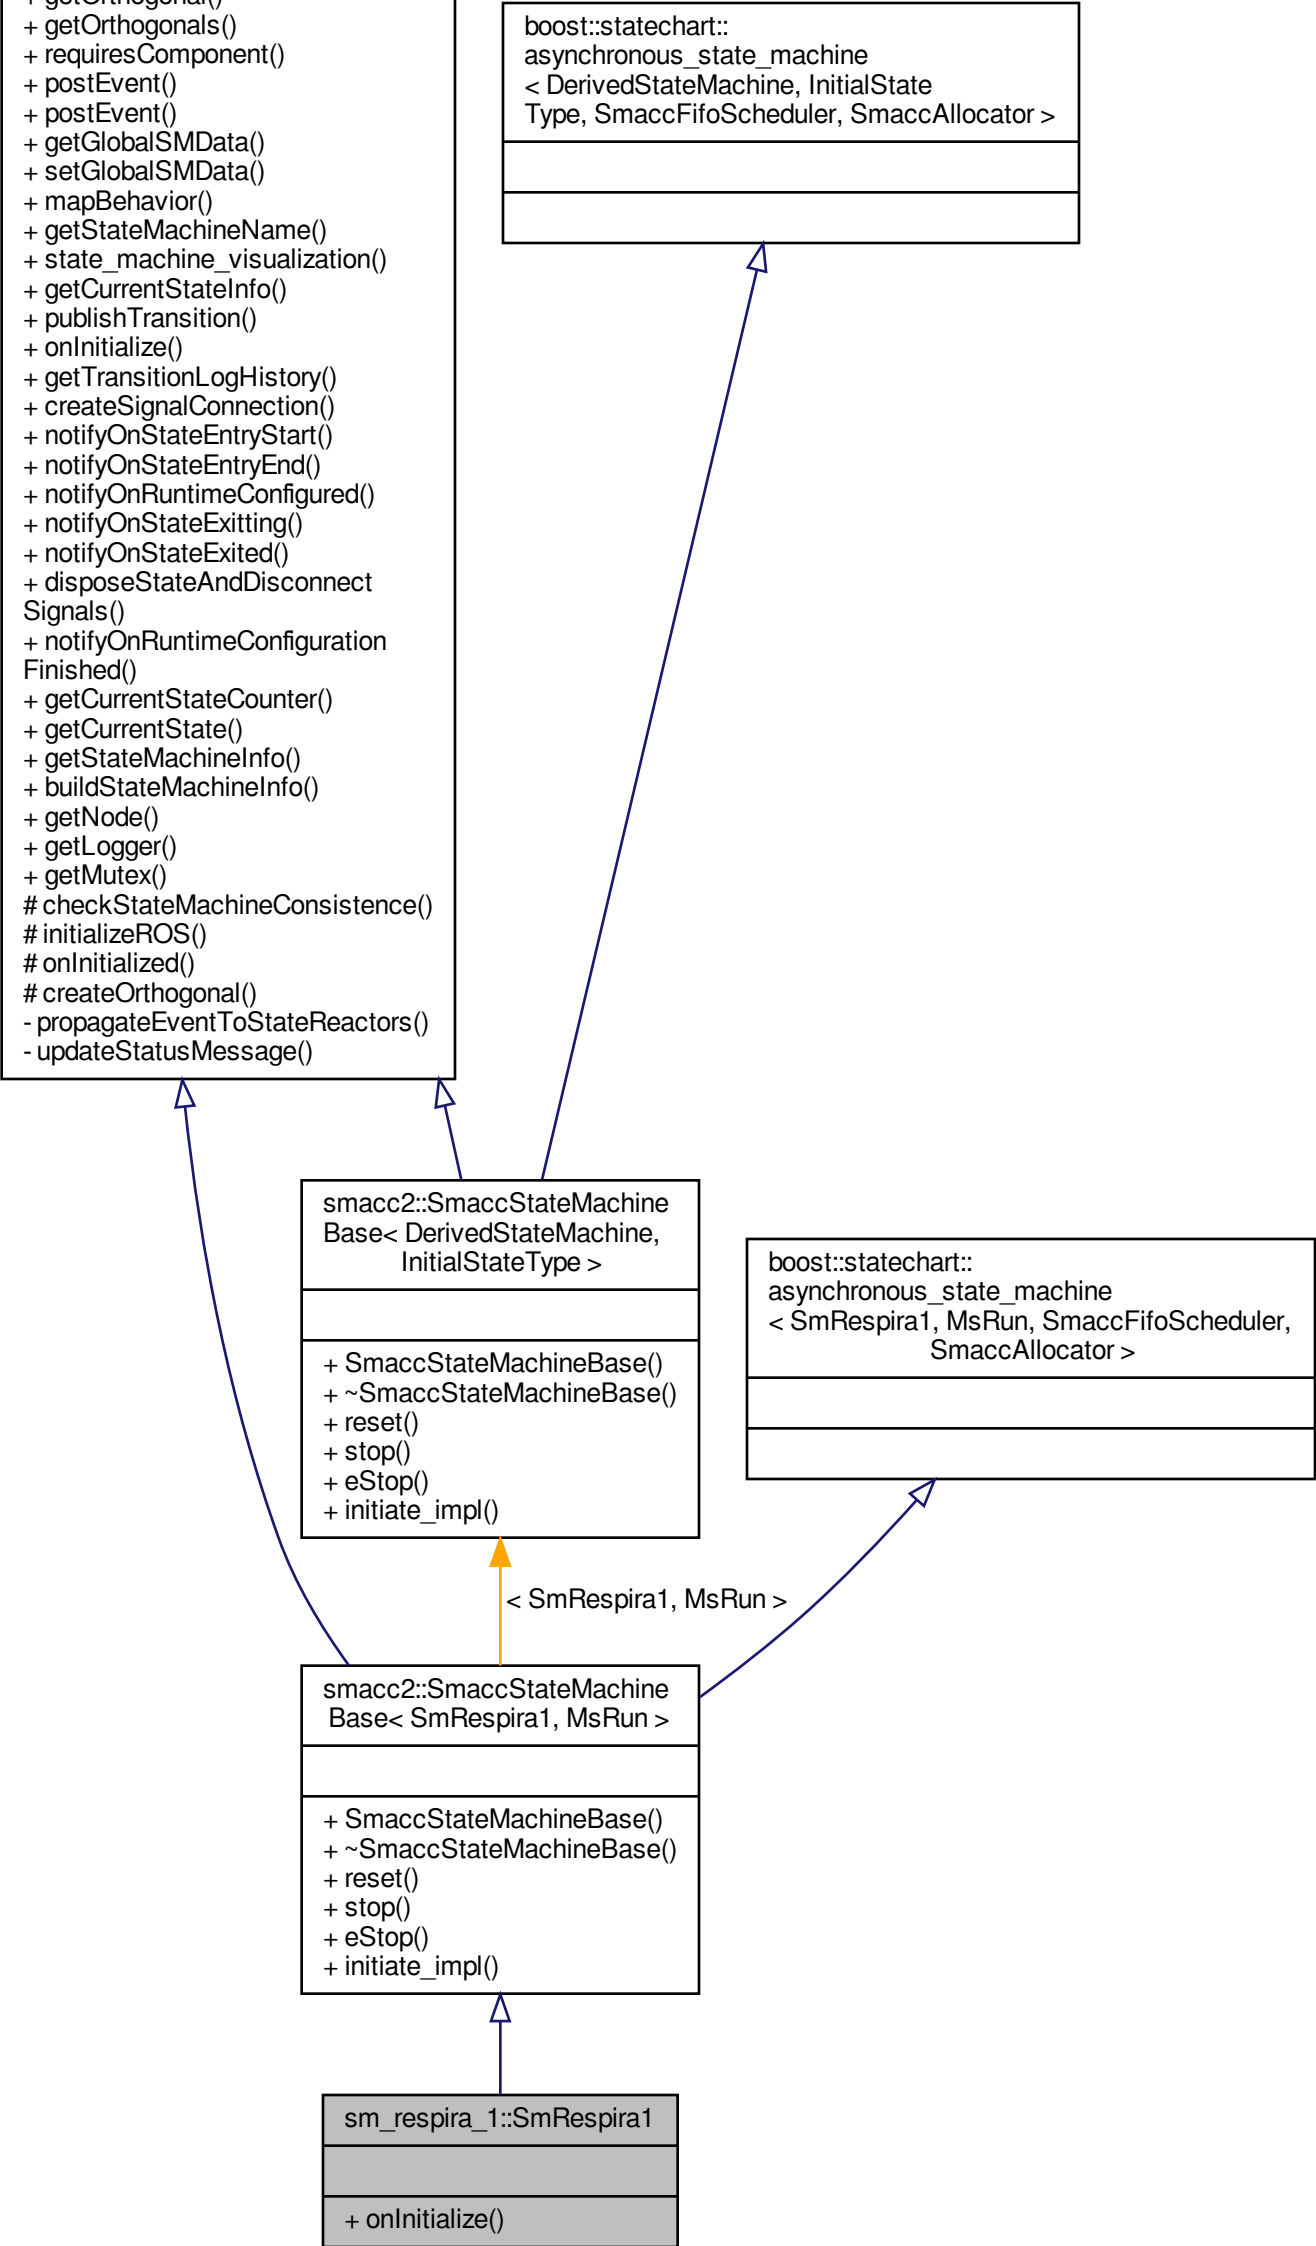 + getOrthogonals()
+ requiresComponent()
+ postEvent()
+ postEvent()
+ getGlobalSMData()
+ setGlobalSMData()
+ mapBehavior()
+ getStateMachineName()
+ state_machine_visualization()
+ getCurrentStateInfo()
+ publishTransition()
+ onInitialize()
+ getTransitionLogHistory()
+ createSignalConnection()
+ notifyOnStateEntryStart()
+ notifyOnStateEntryEnd()
+ notifyOnRuntimeConfigured()
+ notifyOnStateExitting()
+ notifyOnStateExited()
+ disposeStateAndDisconnect
Signals()
+ notifyOnRuntimeConfiguration
Finished()
+ getCurrentStateCounter()
+ getCurrentState()
+ getStateMachineInfo()
+ buildStateMachineInfo()
+ getNode()
+ getLogger()
+ getMutex()
# checkStateMachineConsistence()
# initializeROS()
# onInitialized()
# createOrthogonal()
- propagateEventToStateReactors()
- updateStatusMessage()
boost::statechart::
asynchronous_state_machine
< DerivedStateMachine, InitialState
Type, SmaccFifoScheduler, SmaccAllocator >
smacc2::SmaccStateMachine
Base< DerivedStateMachine,
InitialStateType >
+ SmaccStateMachineBase()
+ ~SmaccStateMachineBase()
+ reset()
+ stop()
+ eStop()
+ initiate_impl()
boost::statechart::
asynchronous_state_machine
< SmRespira1, MsRun, SmaccFifoScheduler,
SmaccAllocator >
< SmRespira1, MsRun >
smacc2::SmaccStateMachine
Base< SmRespira1, MsRun >
+ SmaccStateMachineBase()
+ ~SmaccStateMachineBase()
+ reset()
+ stop()
+ eStop()
+ initiate_impl()
sm_respira_1::SmRespira1
+ onInitialize()